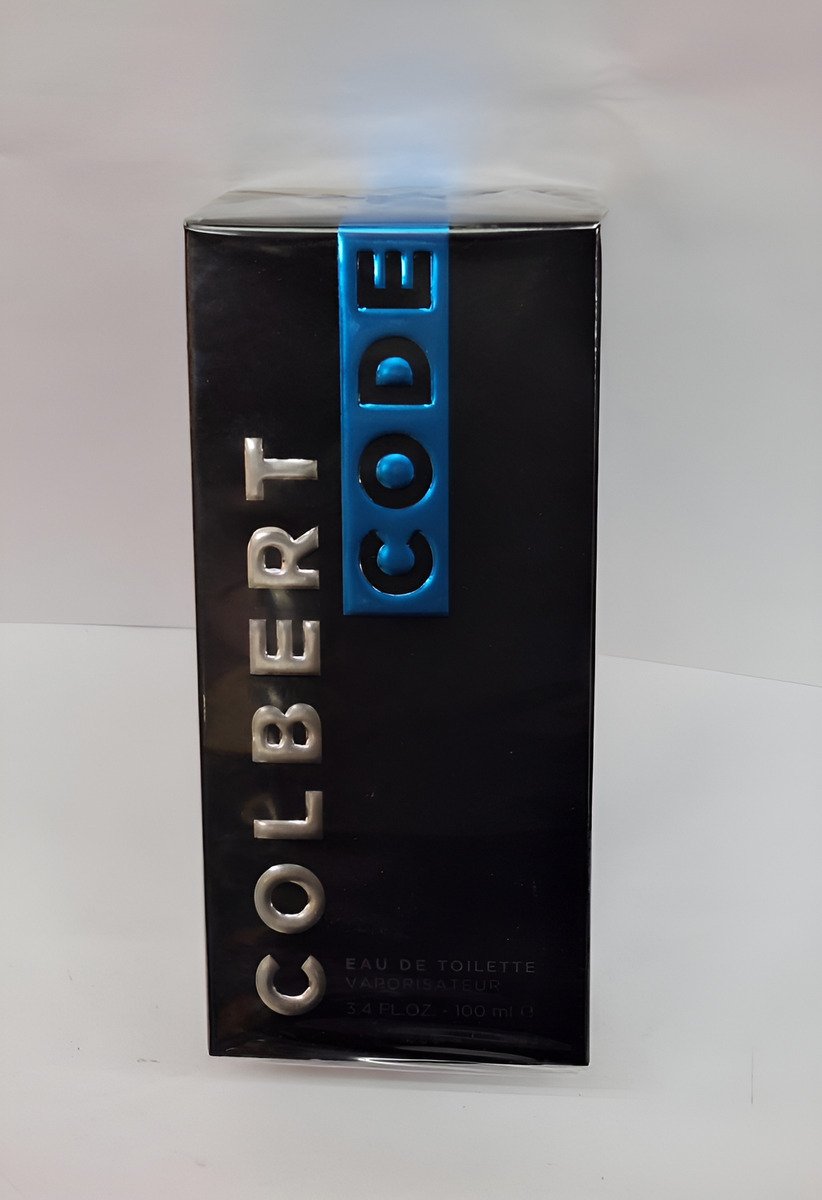 COLBERT
CODE
EAU DE TOILETTE
VAPORISATEUR
3.4 FL.OZ. - 100 ml ℮